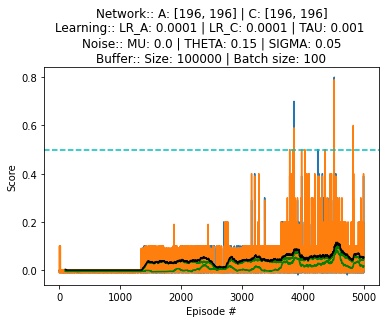 Network:: A: [196, 196] | C: [196, 196]
Learning:: LR_A: 0.0001 | LR_C: 0.0001 | TAU: 0.001
Noise:: MU: 0.0 | THETA: 0.15 | SIGMA: 0.05
Buffer:: Size: 100000 | Batch size: 100
0.8
0.6
0.4
0.2
0.0
Score
0
1000
2000
3000
4000
5000
Episode #